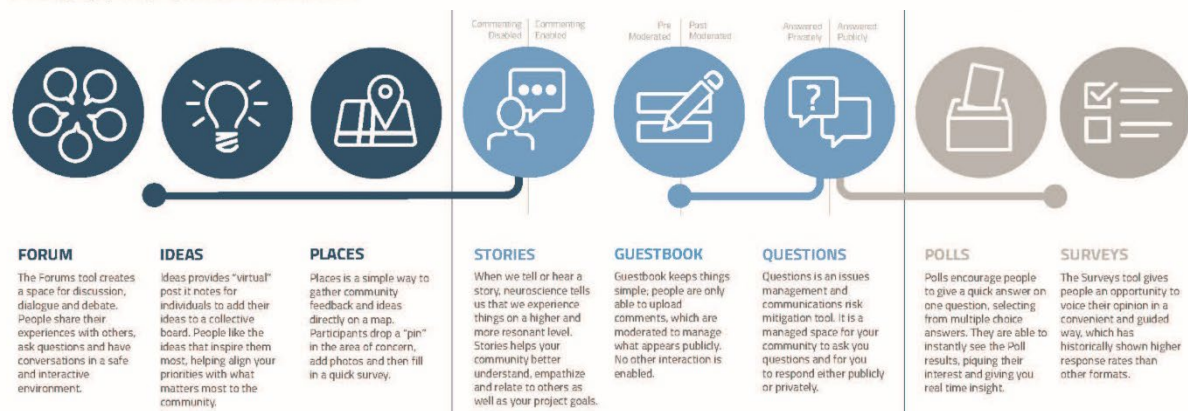 Commenting Disabled
Commenting Enabled
Pre Moderated
Post Moderated
Answered Privately
Answered Publicly
?
FORUM
The Forums tool creates
a space for discussion,
dialogue and debate.
People share their
experiences with others,
ask questions and have
conversations in a safe
and interactive
environment.
IDEAS
Ideas provides "virtual"
post it notes for
individuals to add their
ideas to a collective
board. People like the
ideas that inspire them
most, helping align your
priorities with what
matters most to the
community.
PLACES
Places is a simple way to
gather community
feedback and ideas
directly on a map.
Participants drop a "pin"
in the area of concern,
add photos and then fill
in a quick survey.
STORIES
When we tell or hear a
story, neuroscience tells
us that we experience
things on a higher and
more resonant level.
Stories helps your
community better
understand, empathize
and relate to others as
well as your project goals.
GUESTBOOK
Guestbook keeps things
simple; people are only
able to upload
comments, which are
moderated to manage
what appears publicly.
No other interaction is
enabled.
QUESTIONS
Questions is an issues
management and
communications risk
mitigation tool. It is a
managed space for your
community to ask you
questions and for you
to respond either publicly
or privately.
POLLS
Polls encourage people
to give a quick answer on
one question, selecting
from multiple choice
answers. They are able to
instantly see the Poll
results, piquing their
interest and giving you
real time insight.
SURVEYS
The Surveys tool gives
people an opportunity to
voice their opinion in a
convenient and guided
way, which has
historically shown higher
response rates than
other formats.